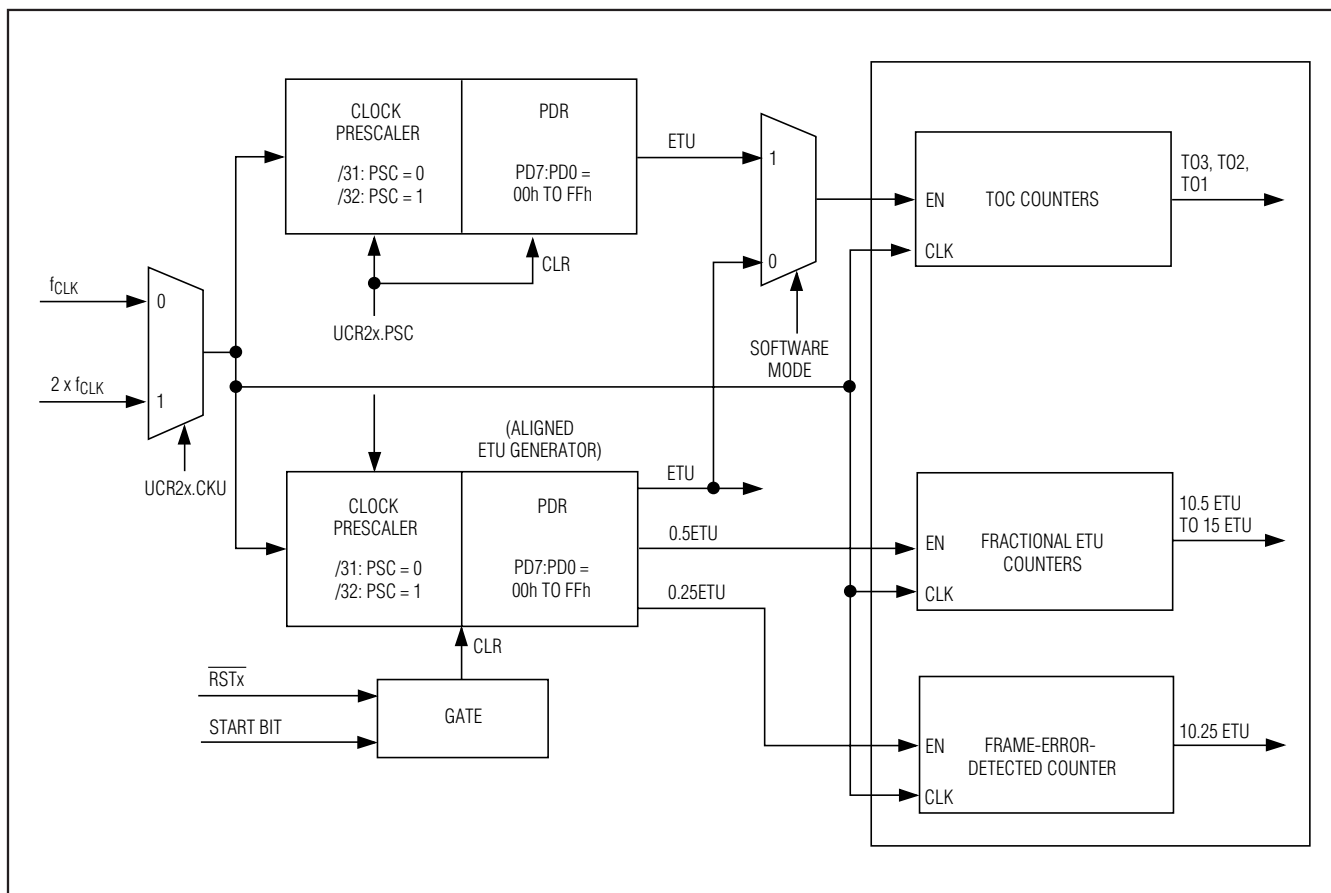 CLOCK
PRESCALER
/31: PSC = 0
/32: PSC = 1
PDR
PD7:PD0 =
00h TO FFh
ETU
CLR
UCR2x.PSC
1
0
SOFTWARE
MODE
EN
CLK
TOC COUNTERS
TO3, TO2,
TO1
fCLK
2 x fCLK
0
1
UCR2x.CKU
(ALIGNED
ETU GENERATOR)
CLOCK
PRESCALER
/31: PSC = 0
/32: PSC = 1
PDR
PD7:PD0 =
00h TO FFh
ETU
0.5ETU
0.25ETU
CLR
RSTx
START BIT
GATE
EN
CLK
FRACTIONAL ETU
COUNTERS
10.5 ETU
TO 15 ETU
EN
CLK
FRAME-ERROR-
DETECTED COUNTER
10.25 ETU